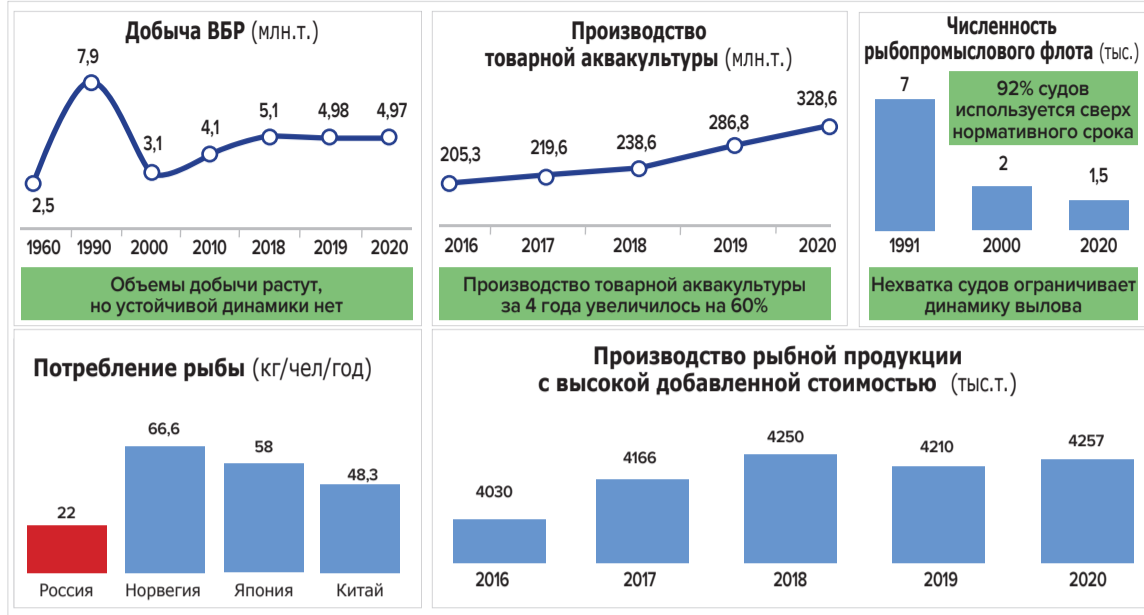 Добыча ВБР (млн.т.)
7,9
5,1
4,98
4,97
4,1
3,1
2,5
1960 1990 2000 2010 2018 2019 2020
Объемы добычи растут,
но устойчивой динамики нет
Производство
товарной аквакультуры (млн.т.)
328,6
286,8
238,6
219,6
205,3
2016 2017 2018 2019 2020
Производство товарной аквакультуры
за 4 года увеличилось на 60%
Численность
рыбопромыслового флота (тыс.)
7
92% судов
используется сверх
нормативного срока
2
1,5
1991 2000 2020
Нехватка судов ограничивает
динамику вылова
Потребление рыбы (кг/чел/год)
66,6
58
48,3
22
Россия Норвегия Япония Китай
Производство рыбной продукции
с высокой добавленной стоимостью (тыс.т.)
4030
4166
4250
4210
4257
2016 2017 2018 2019 2020